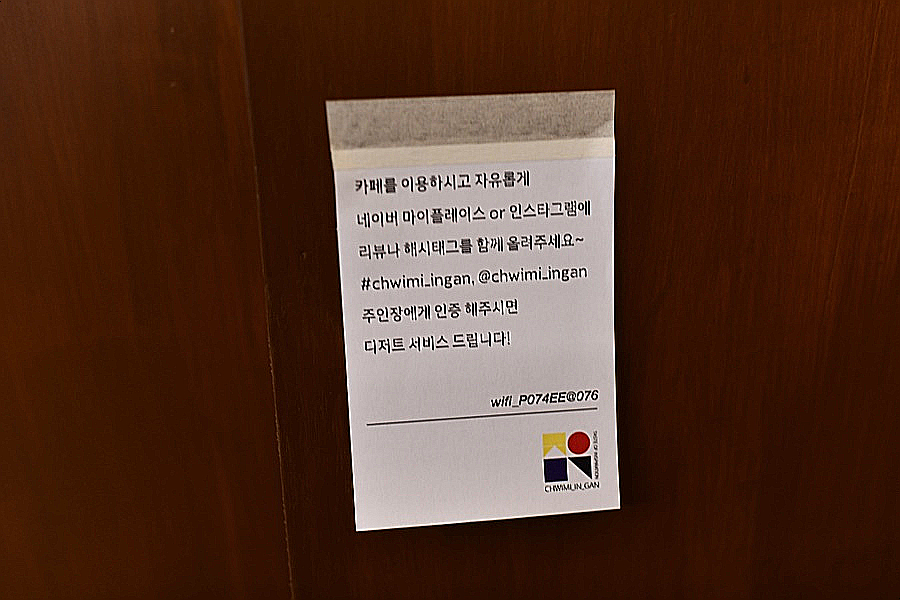 카페를 이용하시고 자유롭게
네이버 마이플레이스 or 인스타그램에
리뷰나 해시태그를 함께 올려주세요~
#chwimi_ingan, @chwimi_ingan
주인장에게 인증 해주시면
디저트 서비스 드립니다!
wifi_P074EE@076
TASTE OF INSPIRATION
CHWIMI_IN_GAN